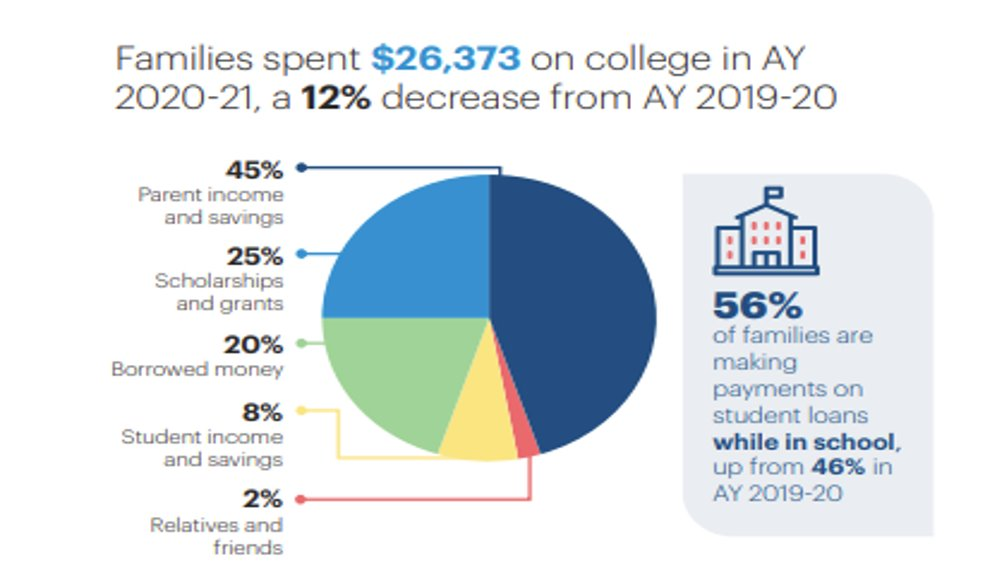 Families spent $26,373 on college in AY
2020-21, a 12% decrease from AY 2019-20
45%
Parent income
and savings
25%
Scholarships
and grants
20%
Borrowed money
8%
Student income
and savings
2%
Relatives and
friends
56%
of families are
making
payments on
student loans
while in school,
up from 46% in
AY 2019-20